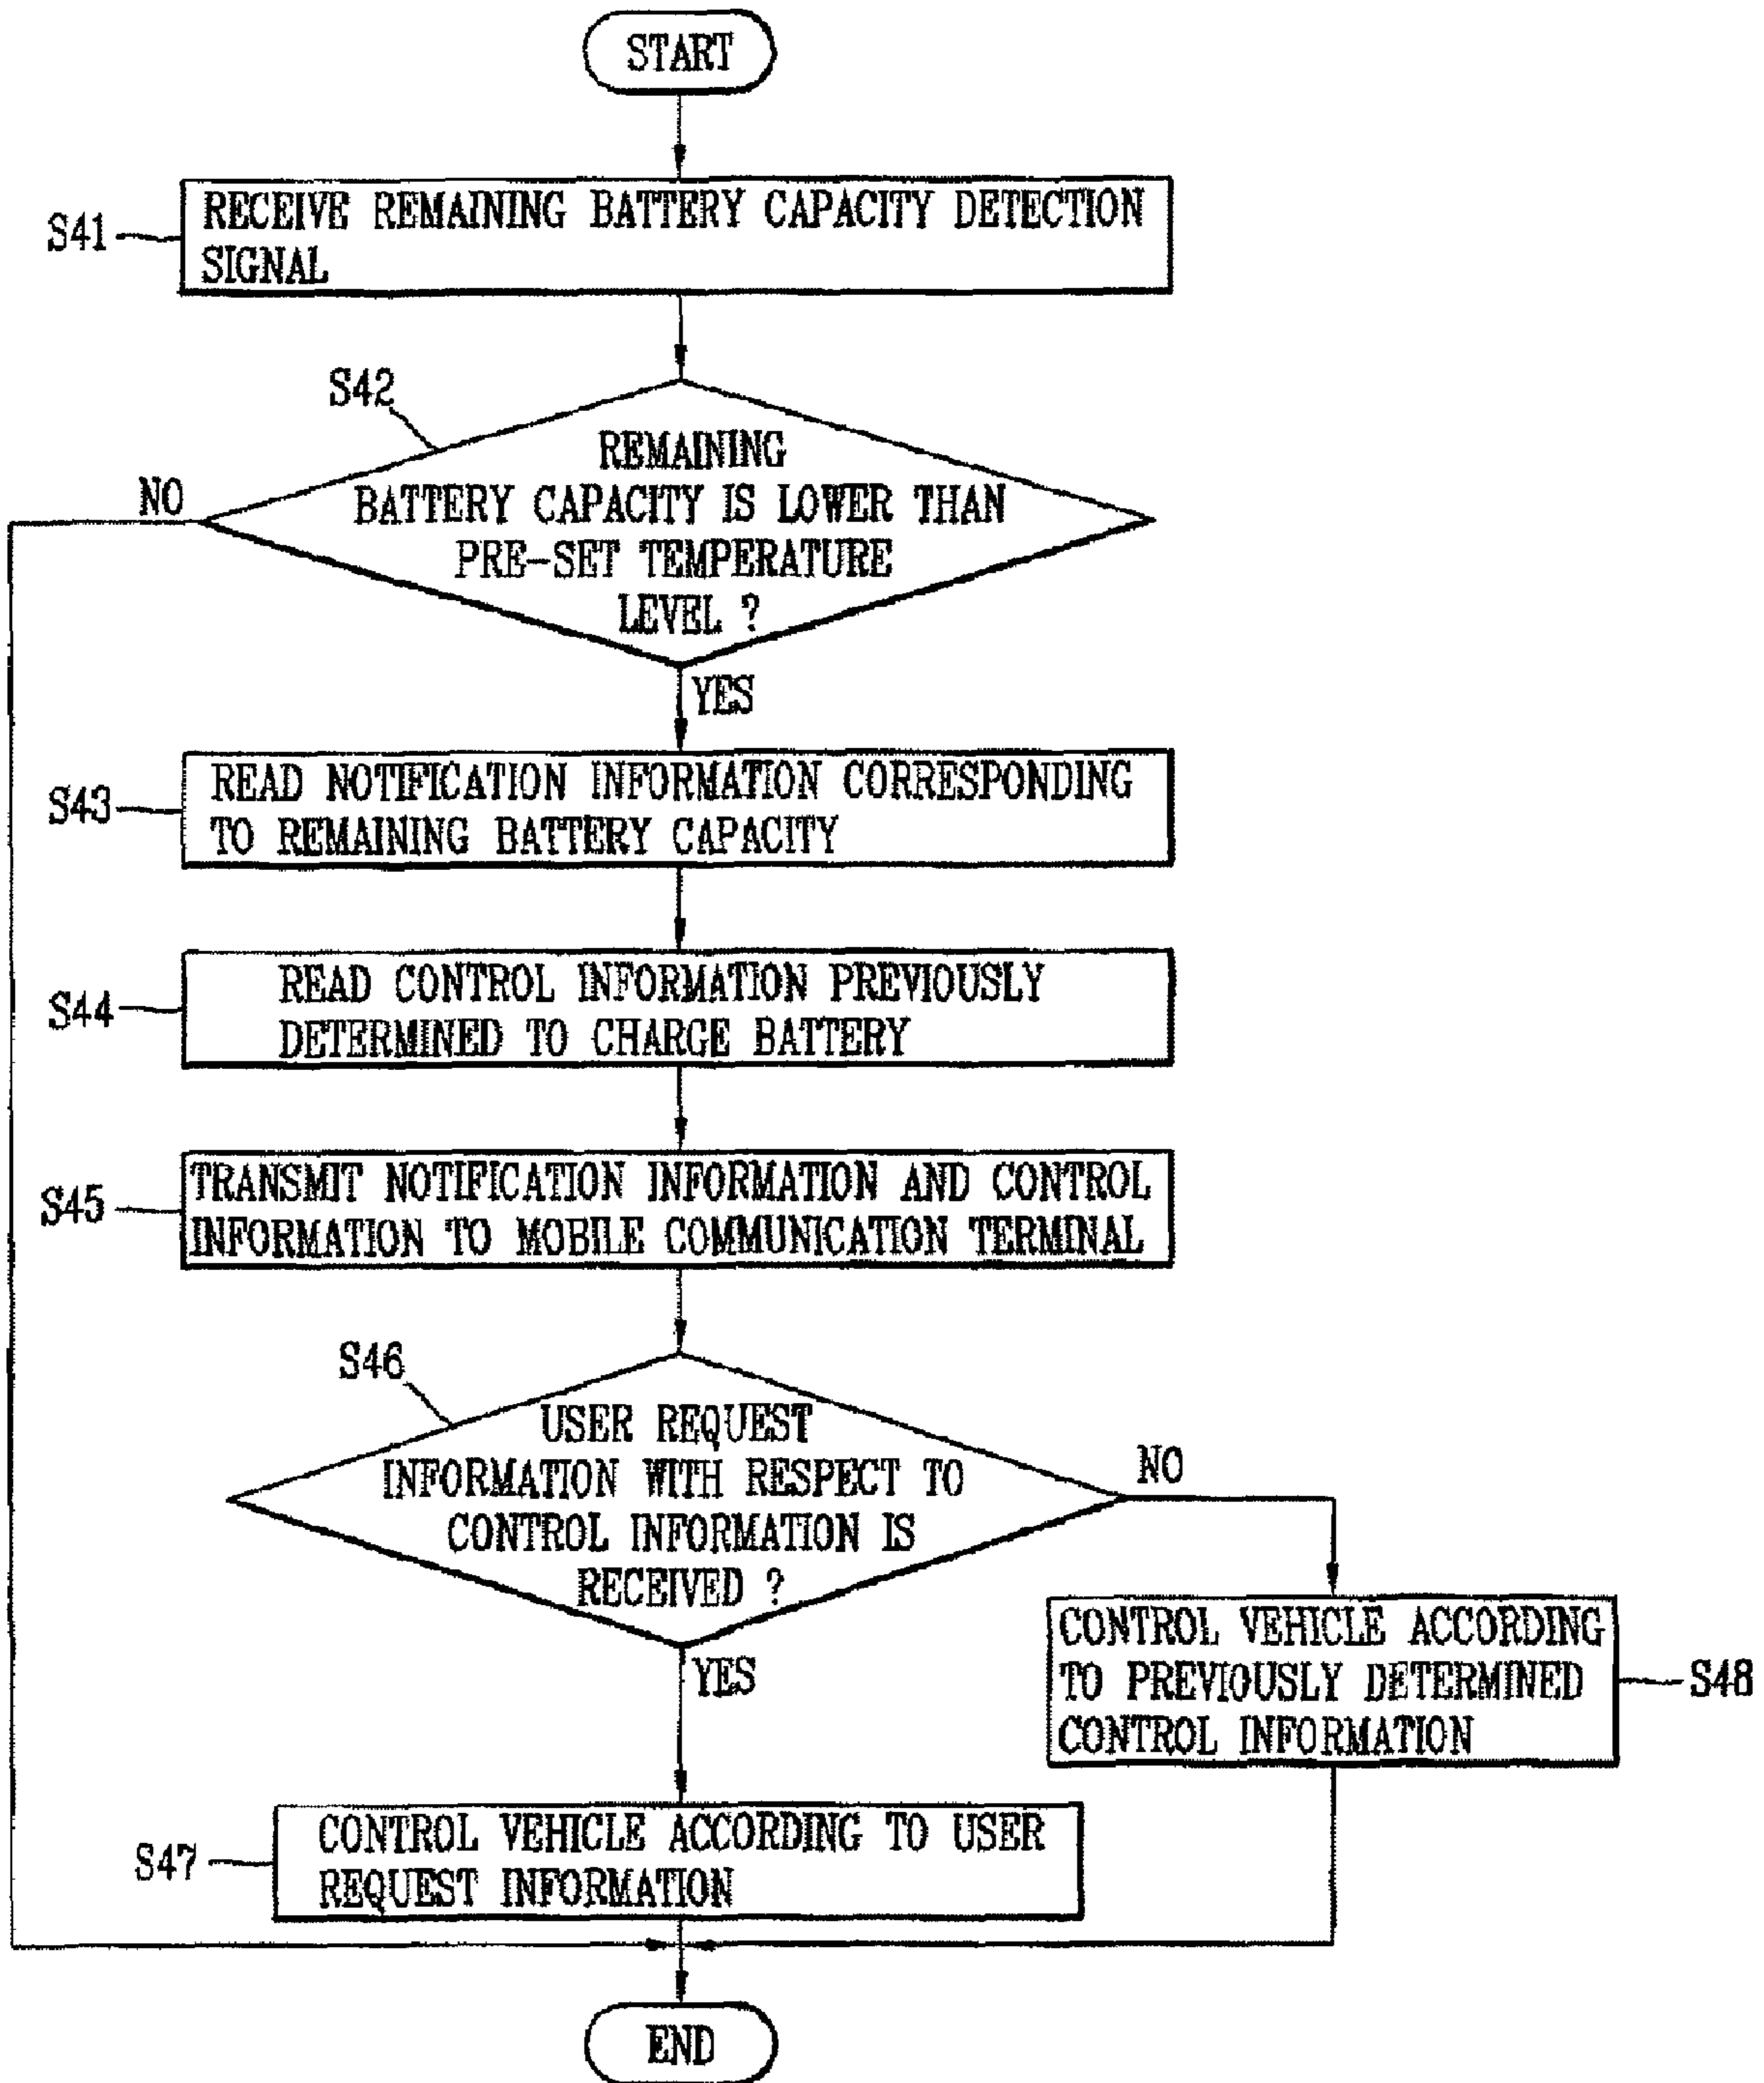 START
S41
RECEIVE REMAINING BATTERY CAPACITY DETECTION
SIGNAL
S42
REMAINING
BATTERY CAPACITY IS LOWER THAN
PRE-SET TEMPERATURE
LEVEL ?
NO
YES
S43
READ NOTIFICATION INFORMATION CORRESPONDING
TO REMAINING BATTERY CAPACITY
S44
READ CONTROL INFORMATION PREVIOUSLY
DETERMINED TO CHARGE BATTERY
S45
TRANSMIT NOTIFICATION INFORMATION AND CONTROL
INFORMATION TO MOBILE COMMUNICATION TERMINAL
S46
USER REQUEST
INFORMATION WITH RESPECT TO
CONTROL INFORMATION IS
RECEIVED ?
NO
YES
CONTROL VEHICLE ACCORDING
TO PREVIOUSLY DETERMINED
CONTROL INFORMATION
S48
S47
CONTROL VEHICLE ACCORDING TO USER
REQUEST INFORMATION
END